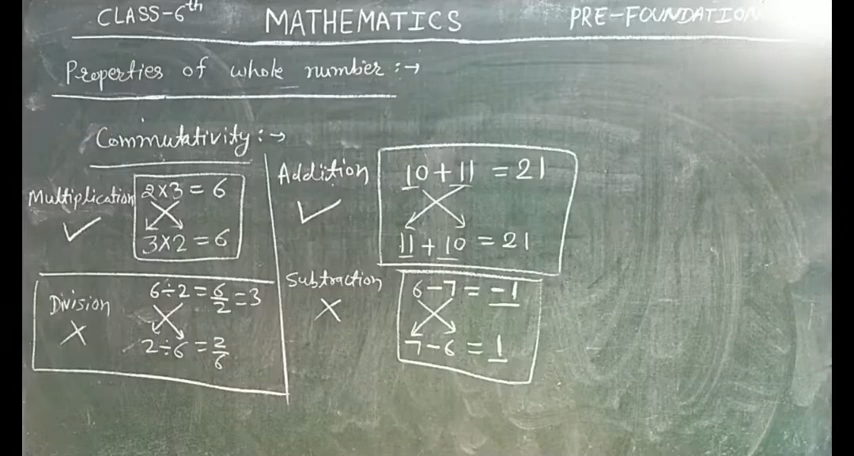 CLASS-6th MATHEMATICS PRE-FOUNDATION
Properties of whole number :→
Commutativity :→
Multiplication ✓
2×3 = 6
3×2 = 6
Addition ✓
10+11 = 21
11+10 = 21
Division ×
6÷2 = 6/2 = 3
2÷6 = 2/6
Subtraction ×
6-7 = -1
7-6 = 1